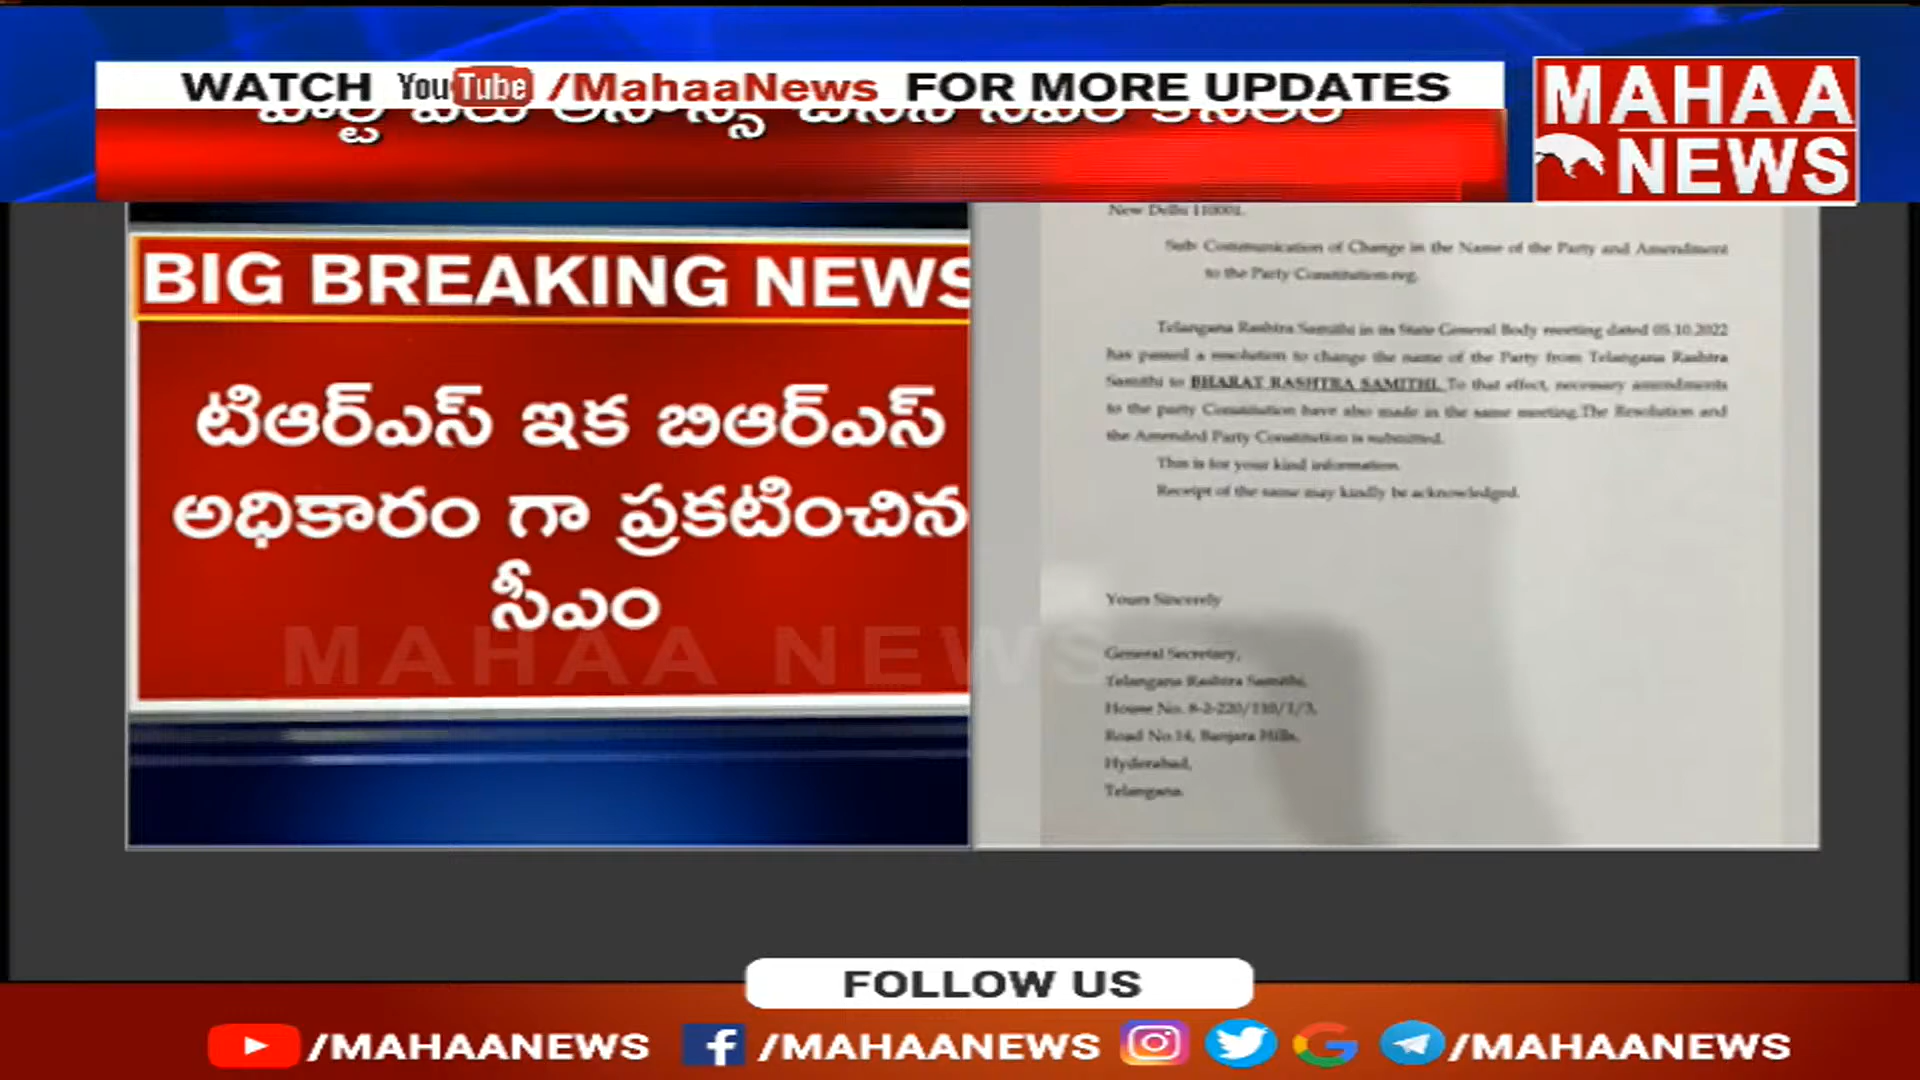 WATCH YouTube /MahaaNews FOR MORE UPDATES
MAHAA
NEWS
BIG BREAKING NEWS
టిఆర్ఎస్ ఇక బిఆర్ఎస్
అధికారం గా ప్రకటించిన
సీఎం
MAHAA NEWS
New Delhi 110001.
Sub: Communication of Change in the Name of the Party and Amendment
to the Party Constitution-reg.
Telangana Rashtra Samithi in its State General Body meeting dated 05.10.2022
has passed a resolution to change the name of the Party from Telangana Rashtra
Samithi to BHARAT RASHTRA SAMITHI. To that effect, necessary amendments
to the party Constitution have also made in the same meeting.The Resolution and
the Amended Party Constitution is submitted.
This is for your kind information.
Receipt of the same may kindly be acknowledged.
Yours Sincerely
General Secretary,
Telangana Rashtra Samithi,
House No. 8-2-220/110/1/3,
Road No.14, Banjara Hills,
Hyderabad,
Telangana.
FOLLOW US
/MAHAANEWS /MAHAANEWS /MAHAANEWS